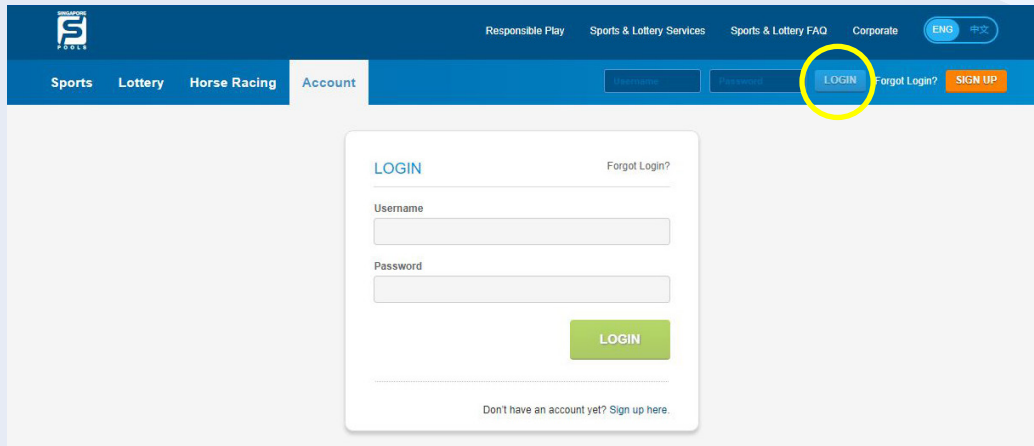 SINGAPORE
POOLS
Responsible Play Sports & Lottery Services Sports & Lottery FAQ Corporate ENG 中文
Sports Lottery Horse Racing Account Username Password LOGIN Forgot Login? SIGN UP
LOGIN Forgot Login?
Username
Password
LOGIN
Don't have an account yet? Sign up here.